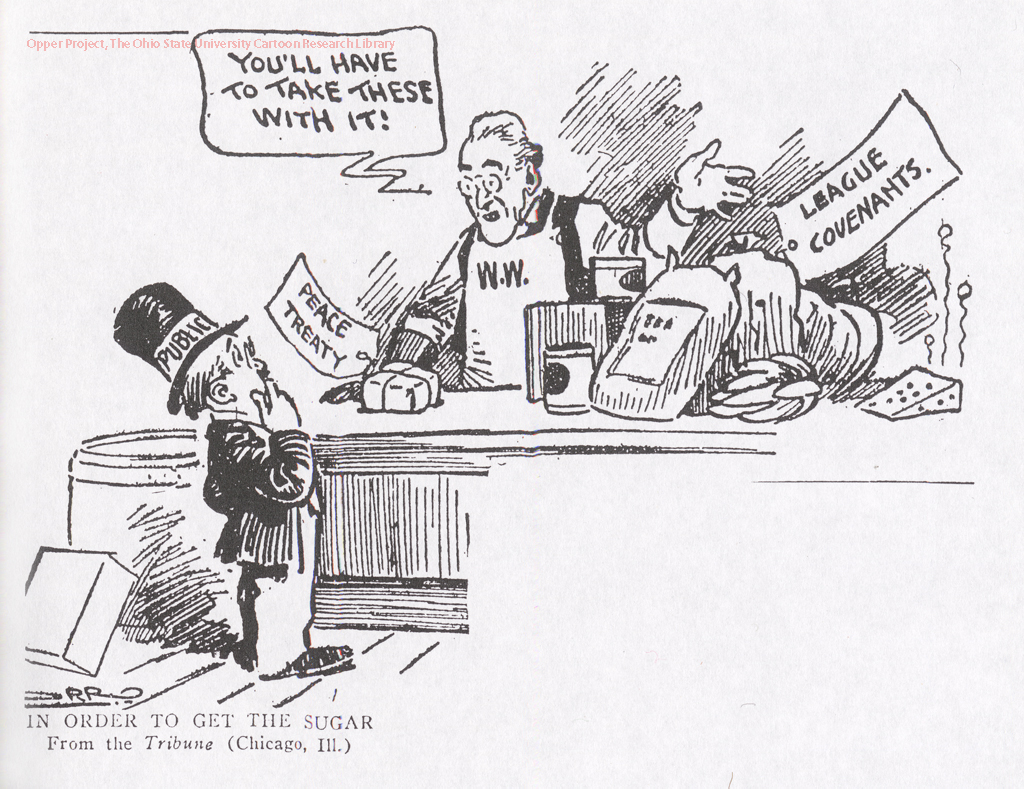 Opper Project, The Ohio State University Cartoon Research Library
YOU'LL HAVE
TO TAKE THESE
WITH IT!
LEAGUE
COVENANTS.
W.W.
PEACE
TREATY
PUBLIC
IN ORDER TO GET THE SUGAR
From the Tribune (Chicago, Ill.)